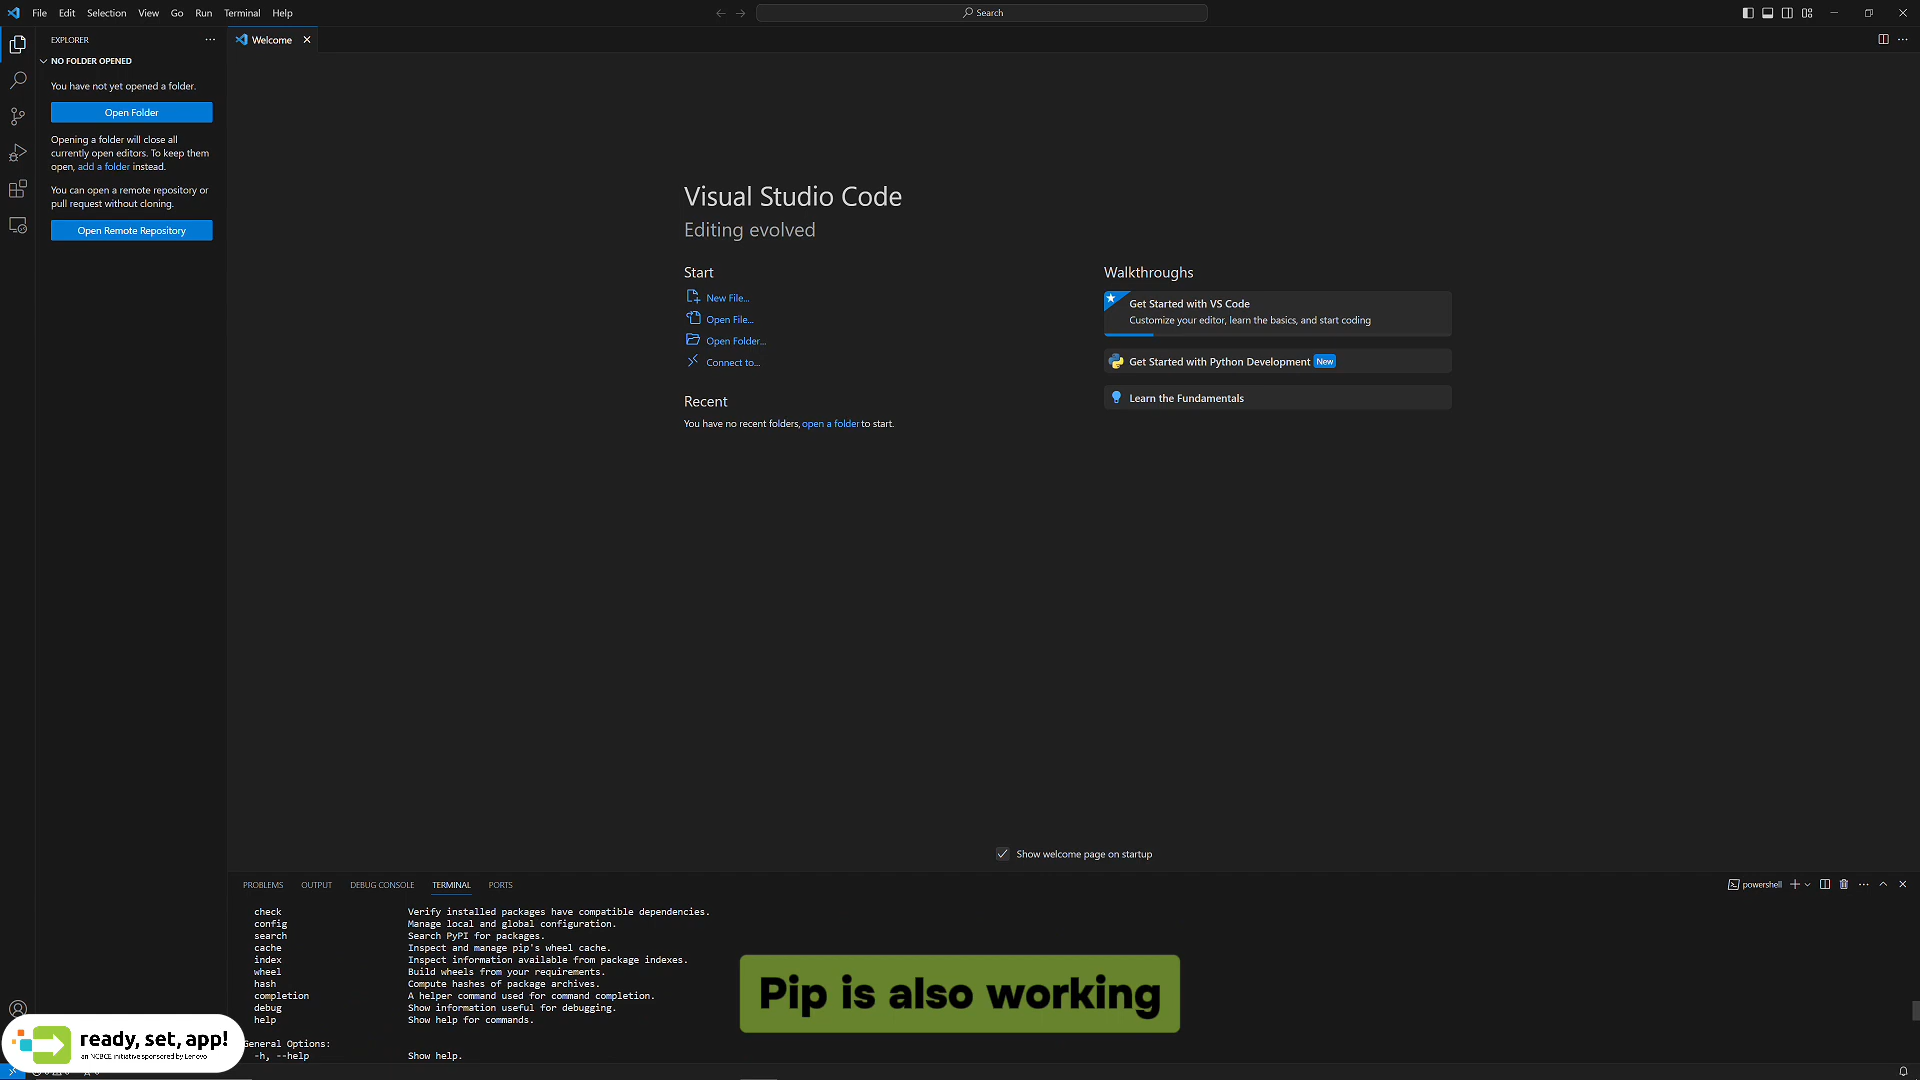 File Edit Selection View Go Run Terminal Help
Search
EXPLORER
Welcome
NO FOLDER OPENED
You have not yet opened a folder.
Open Folder
Opening a folder will close all
currently open editors. To keep them
open, add a folder instead.
You can open a remote repository or
pull request without cloning.
Open Remote Repository
Visual Studio Code
Editing evolved
Start
New File...
Open File...
Open Folder...
Connect to...
Recent
You have no recent folders, open a folder to start.
Walkthroughs
Get Started with VS Code
Customize your editor, learn the basics, and start coding
Get Started with Python Development New
Learn the Fundamentals
Show welcome page on startup
PROBLEMS OUTPUT DEBUG CONSOLE TERMINAL PORTS
powershell
check Verify installed packages have compatible dependencies.
config Manage local and global configuration.
search Search PyPI for packages.
cache Inspect and manage pip's wheel cache.
index Inspect information available from package indexes.
wheel Build wheels from your requirements.
hash Compute hashes of package archives.
completion A helper command used for command completion.
debug Show information useful for debugging.
help Show help for commands.
General Options:
-h, --help Show help.
Pip is also working
ready, set, app!
an NCBCE initiative sponsored by Lenovo